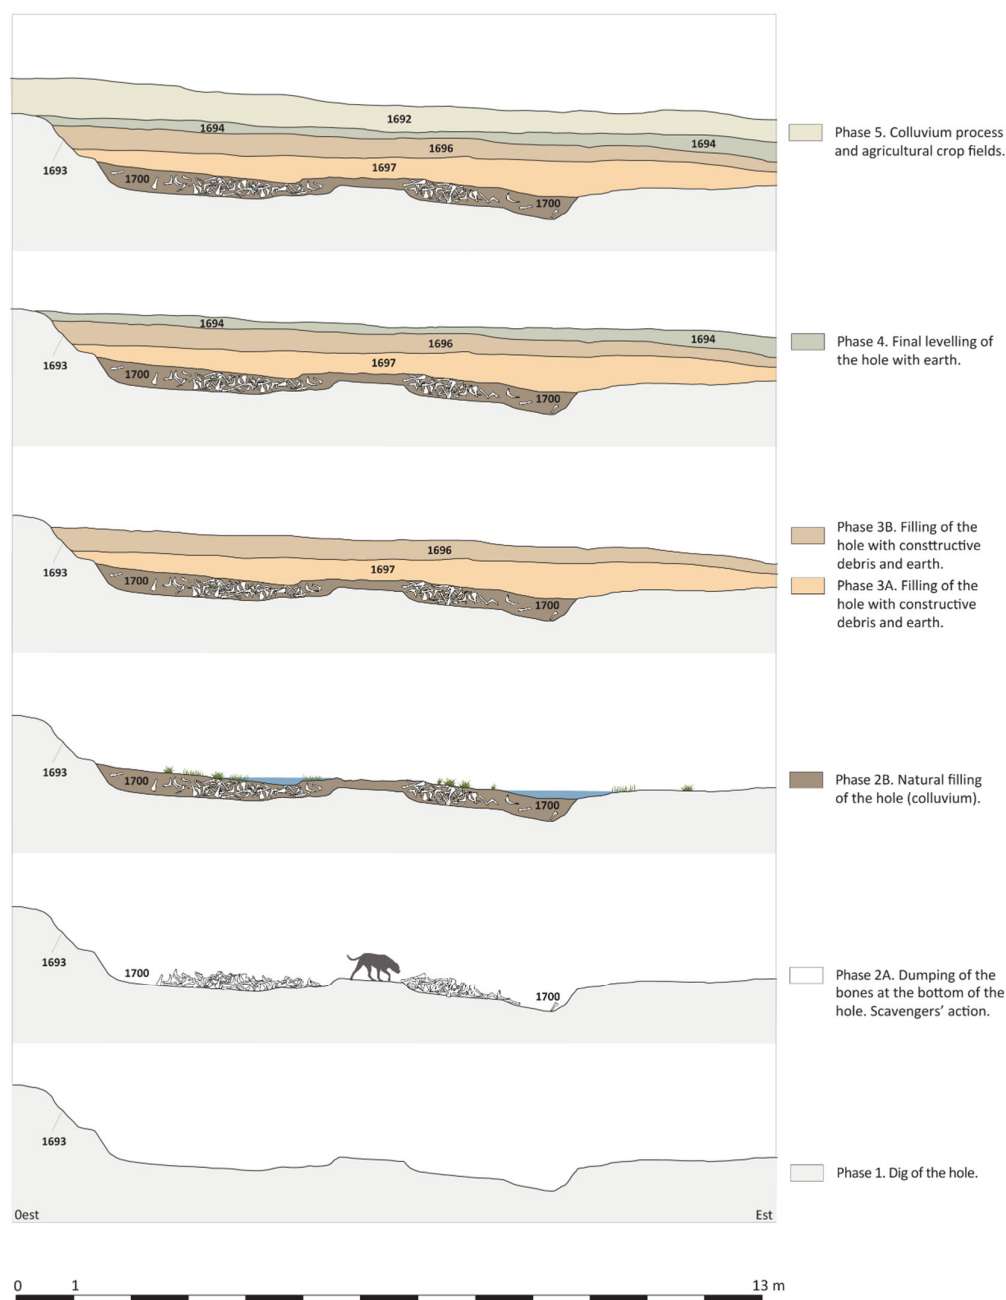 1692
1694
1696
1694
1693
1697
1700
1700
Phase 5. Colluvium process
and agricultural crop fields.
1694
1696
1694
1693
1697
1700
1700
Phase 4. Final levelling of
the hole with earth.
1696
1693
1697
1700
1700
Phase 3B. Filling of the
hole with consttructive
debris and earth.
Phase 3A. Filling of the
hole with constructive
debris and earth.
1693
1700
1700
Phase 2B. Natural filling
of the hole (colluvium).
1693
1700
1700
Phase 2A. Dumping of the
bones at the bottom of the
hole. Scavengers’ action.
1693
Phase 1. Dig of the hole.
0est
Est
0
1
13 m